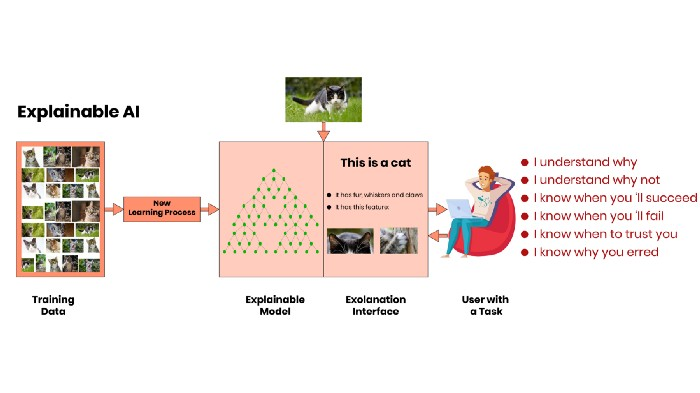 Explainable AI
New
Learning Process
This is a cat
It has fur, whiskers and claws
It has this feature:
I understand why
I understand why not
I know when you 'll succeed
I know when you 'll fail
I know when to trust you
I know why you erred
Training
Data
Explainable
Model
Exolanation
Interface
User with
a Task